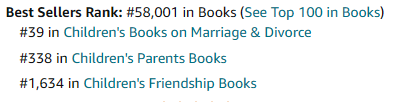 Best Sellers Rank: #58,001 in Books (See Top 100 in Books)
#39 in Children's Books on Marriage & Divorce
#338 in Children's Parents Books
#1,634 in Children's Friendship Books